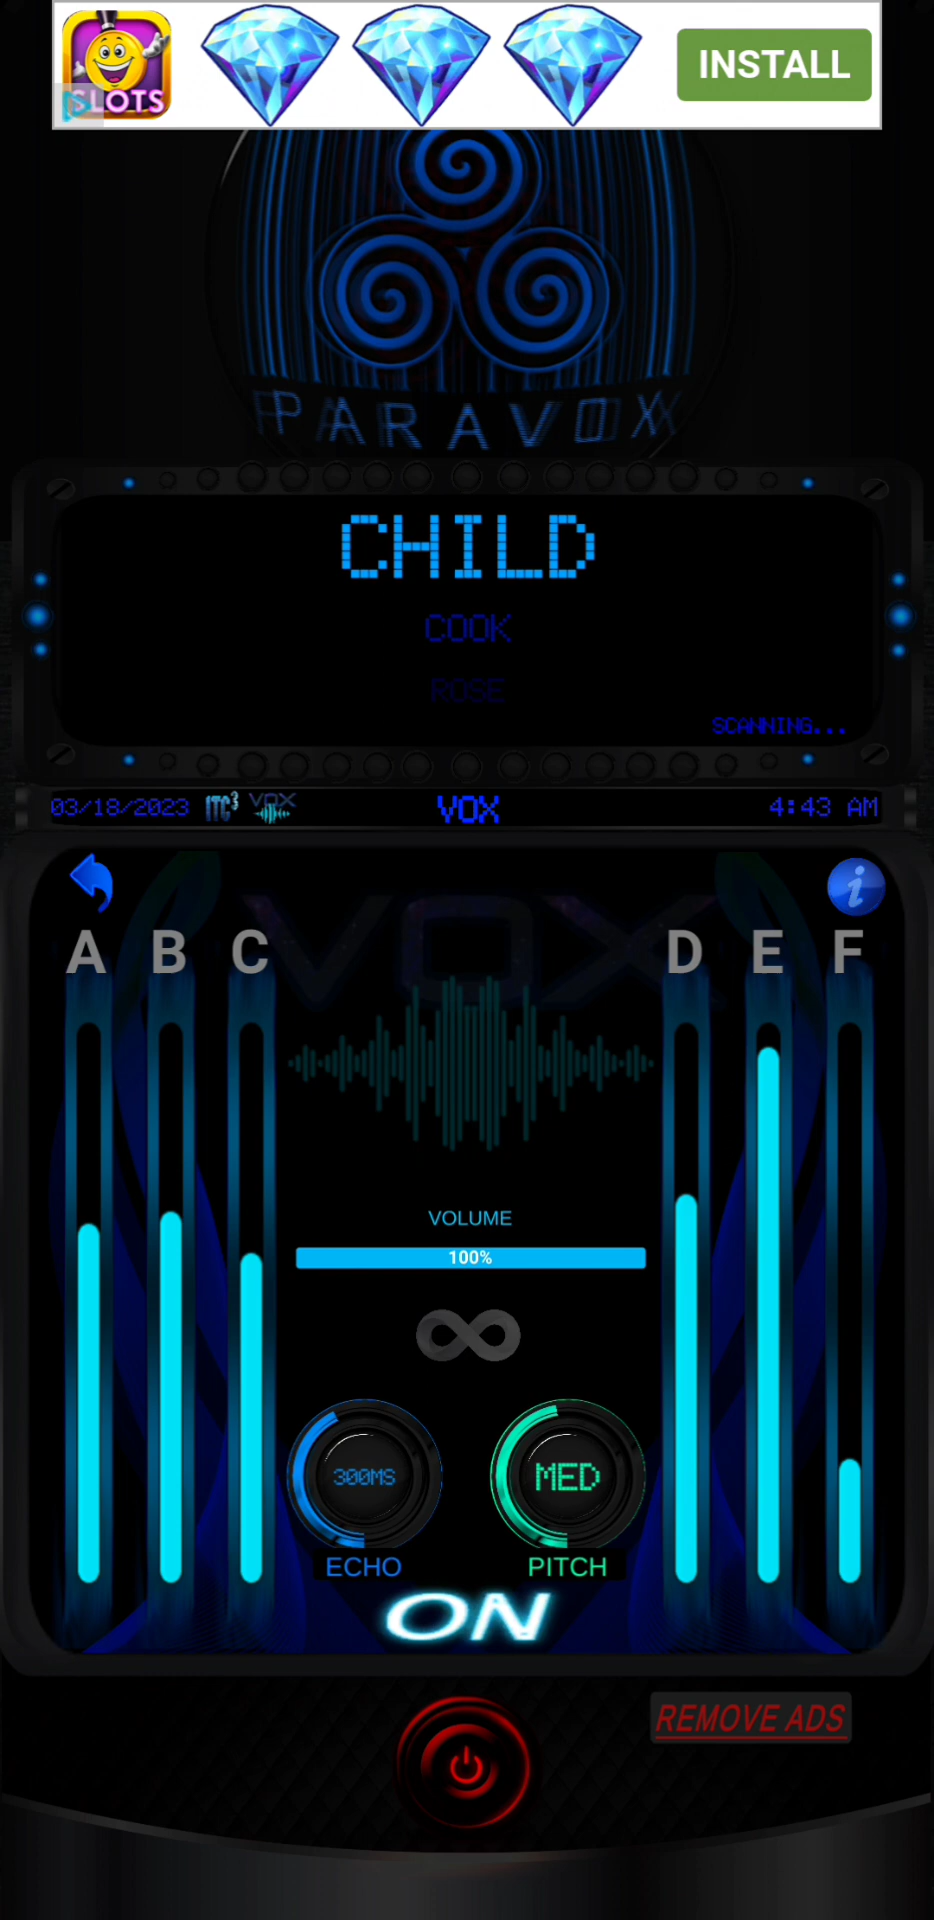 SLOTS
INSTALL
PARAVOX
CHILD
COOK
ROSE
SCANNING...
03/18/2023 ITC³ VOX VOX 4:43 AM
VOX
A B C D E F
VOLUME
100%
300MS MED
ECHO PITCH
ON
REMOVE ADS